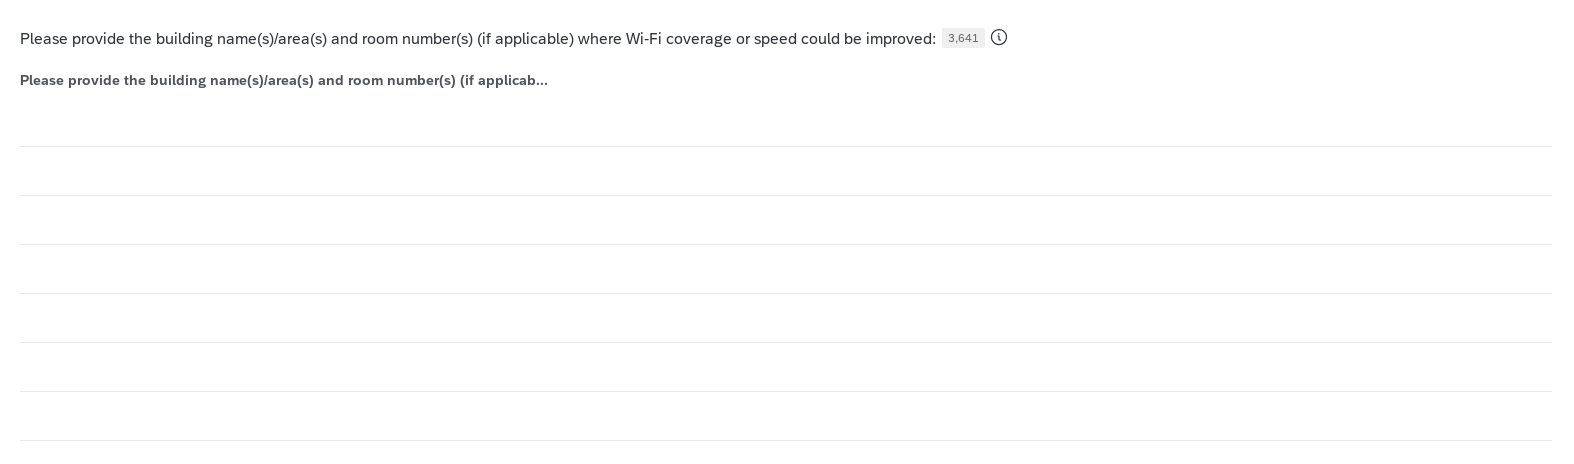 Please provide the building name(s)/area(s) and room number(s) (if applicable) where Wi-Fi coverage or speed could be improved: 3,641
Please provide the building name(s)/area(s) and room number(s) (if applicab...